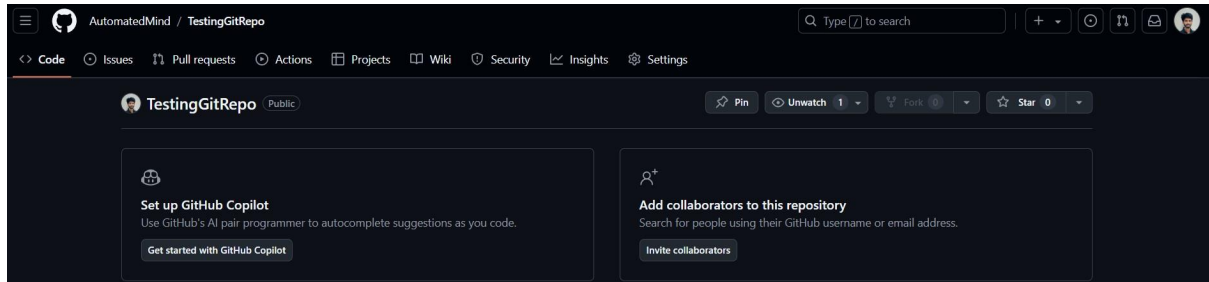 AutomatedMind / TestingGitRepo
Type / to search
Code Issues Pull requests Actions Projects Wiki Security Insights Settings
TestingGitRepo Public
Pin Unwatch 1 Fork 0 Star 0
Set up GitHub Copilot
Use GitHub's AI pair programmer to autocomplete suggestions as you code.
Get started with GitHub Copilot
Add collaborators to this repository
Search for people using their GitHub username or email address.
Invite collaborators